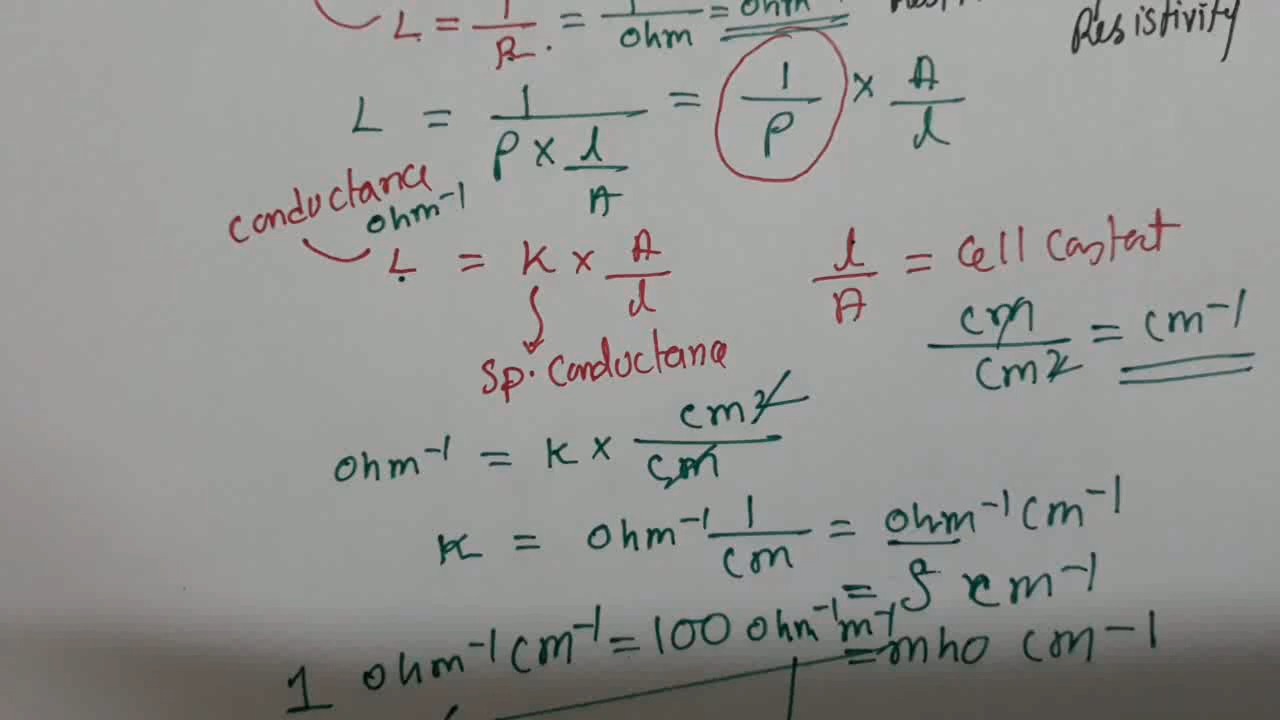 L = 1/R. = 1/ohm = ohm
Resistivity
L = 1/(ρ × l/A) = 1/ρ × A/l
conductance
ohm⁻¹
L = K × A/l
l/A = Cell Constant
cm/cm2 = cm⁻¹
Sp. Conductance
ohm⁻¹ = K × cm2/cm
K = ohm⁻¹ 1/cm = ohm⁻¹ cm⁻¹
= S cm⁻¹
1 ohm⁻¹ cm⁻¹ = 100 ohm⁻¹ m⁻¹
= mho cm⁻¹